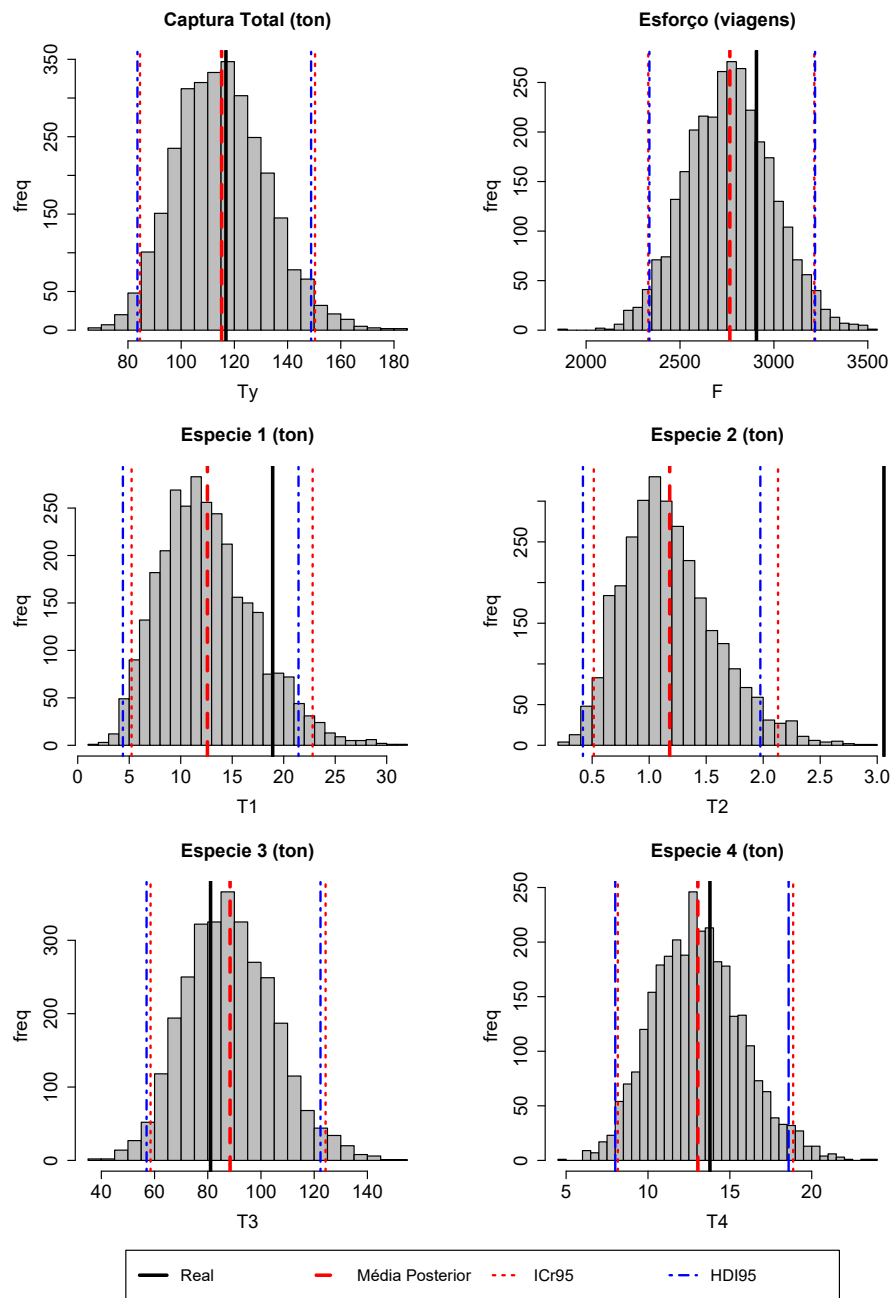 Captura Total (ton)
freq
0 50 150 250 350
80 100 120 140 160 180
Ty
Esforço (viagens)
freq
0 50 100 150 200 250
2000 2500 3000 3500
F
Especie 1 (ton)
freq
0 50 100 150 200 250
0 5 10 15 20 25 30
T1
Especie 2 (ton)
freq
0 50 150 250
0.5 1.0 1.5 2.0 2.5 3.0
T2
Especie 3 (ton)
freq
0 100 200 300
40 60 80 100 120 140
T3
Especie 4 (ton)
freq
0 50 100 150 200 250
5 10 15 20
T4
Real Média Posterior ICr95 HDI95